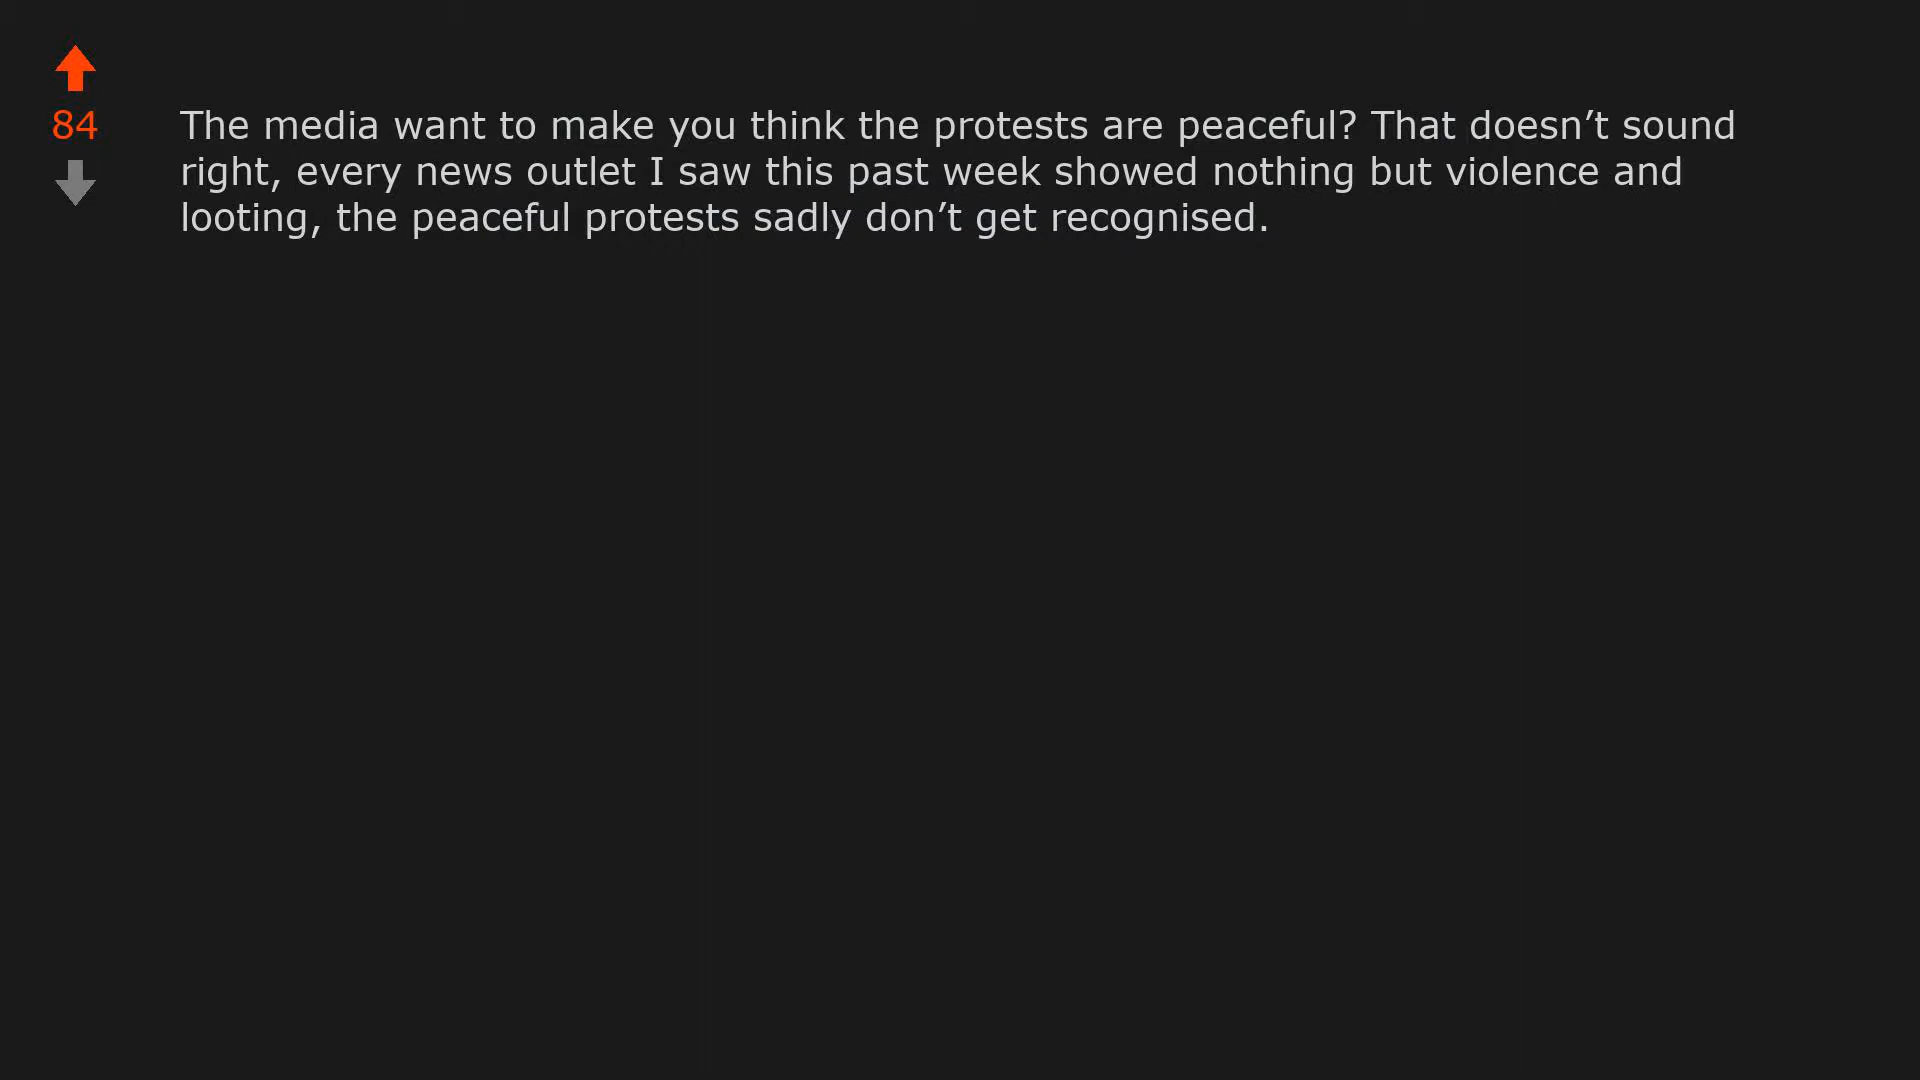 84
The media want to make you think the protests are peaceful? That doesn’t sound
right, every news outlet I saw this past week showed nothing but violence and
looting, the peaceful protests sadly don’t get recognised.